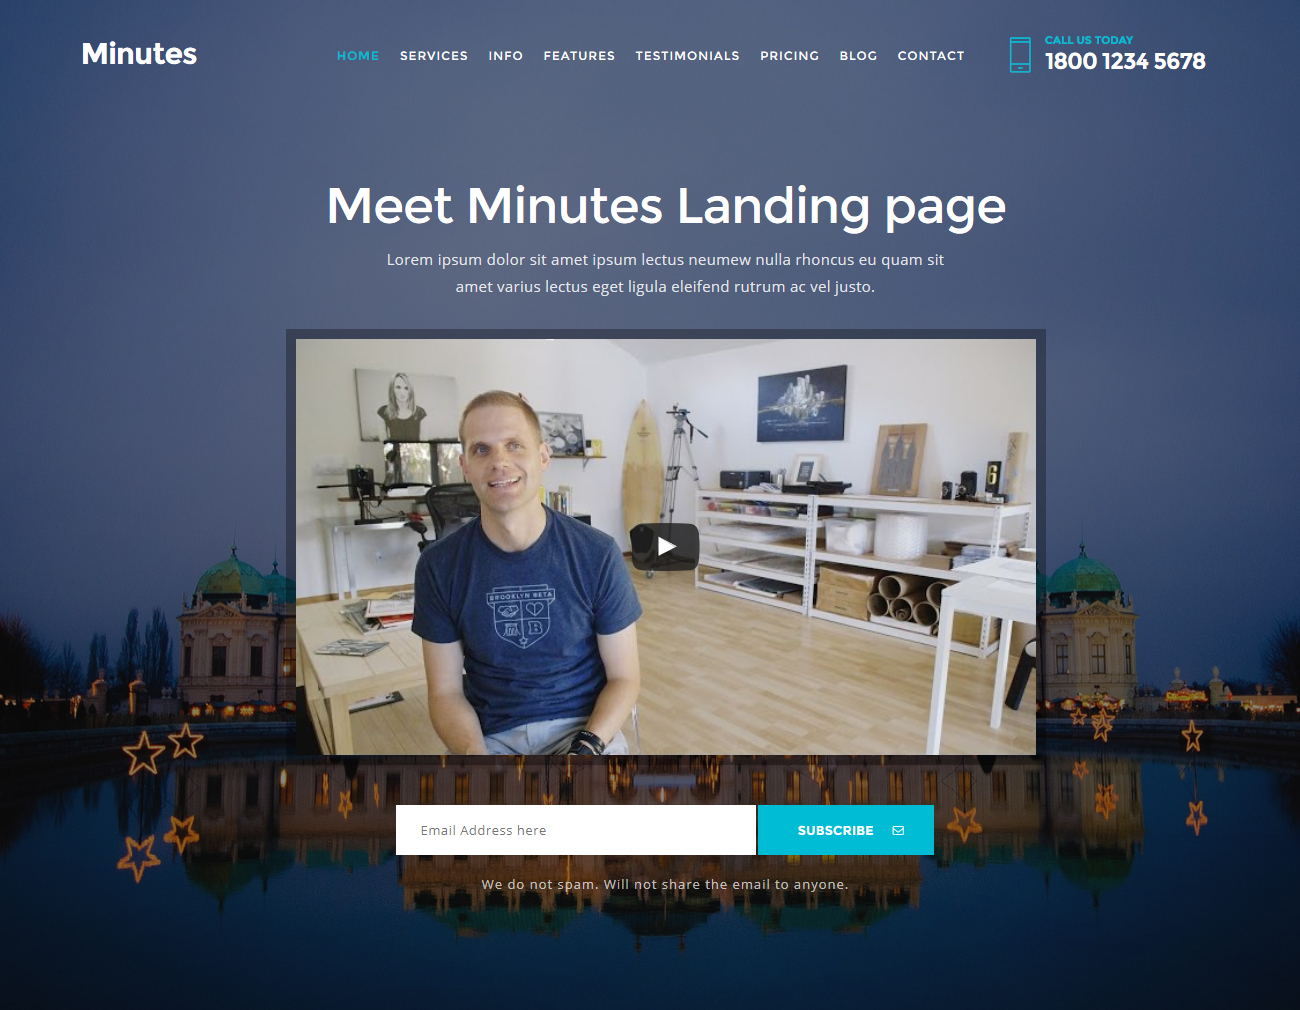 Minutes
HOME SERVICES INFO FEATURES TESTIMONIALS PRICING BLOG CONTACT
CALL US TODAY
1800 1234 5678
Meet Minutes Landing page
Lorem ipsum dolor sit amet ipsum lectus neumew nulla rhoncus eu quam sit
amet varius lectus eget ligula eleifend rutrum ac vel justo.
6
BROOKLYN BETA
B
Email Address here
SUBSCRIBE
We do not spam. Will not share the email to anyone.